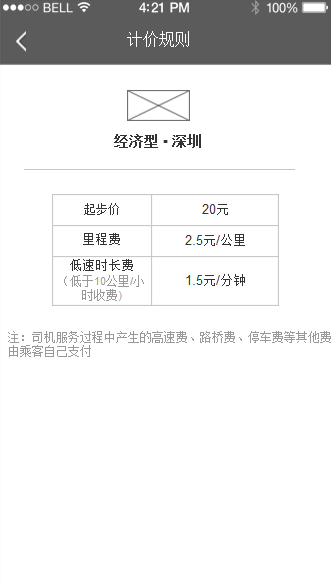 BELL 4:21 PM 100%
计价规则
经济型·深圳
起步价 20元
里程费 2.5元/公里
低速时长费
（低于10公里/小
时收费） 1.5元/分钟
注：司机服务过程中产生的高速费、路桥费、停车费等其他费
由乘客自己支付